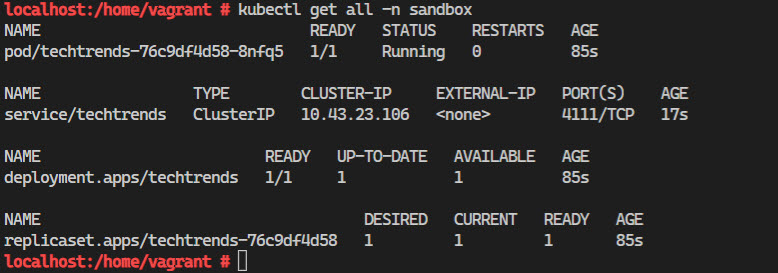 localhost:/home/vagrant # kubectl get all -n sandbox
NAME                              READY   STATUS    RESTARTS   AGE
pod/techtrends-76c9df4d58-8nfq5   1/1     Running   0          85s
NAME                 TYPE        CLUSTER-IP     EXTERNAL-IP   PORT(S)    AGE
service/techtrends   ClusterIP   10.43.23.106   <none>        4111/TCP   17s
NAME                         READY   UP-TO-DATE   AVAILABLE   AGE
deployment.apps/techtrends   1/1     1            1           85s
NAME                                    DESIRED   CURRENT   READY   AGE
replicaset.apps/techtrends-76c9df4d58   1         1         1       85s
localhost:/home/vagrant #